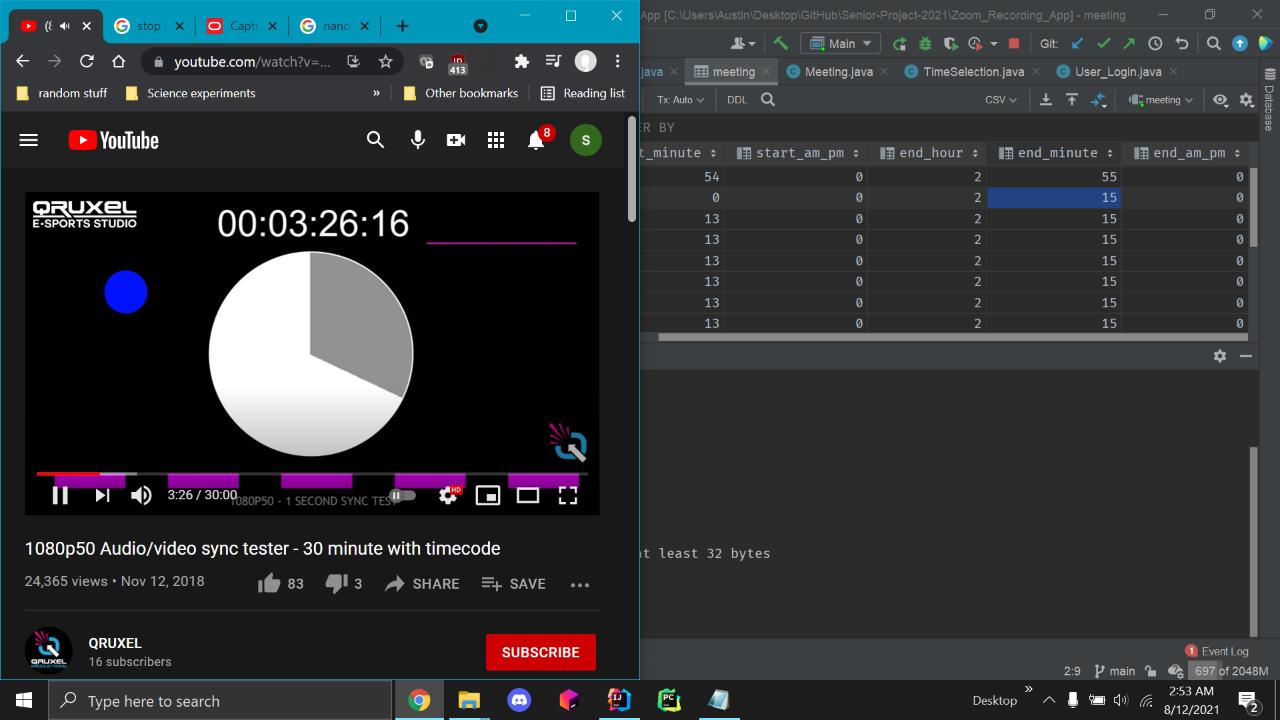 stop
Capt
nano
App [C:\Users\Austin\Desktop\GitHub\Senior-Project-2021\Zoom_Recording_App] - meeting
youtube.com/watch?v=...
413
Main
Git:
random stuff
Science experiments
»
Other bookmarks
Reading list
java
meeting
Meeting.java
TimeSelection.java
User_Login.java
Tx: Auto
DDL
CSV
meeting
Database
YouTube
8
S
ER BY
t_minute
start_am_pm
end_hour
end_minute
end_am_pm
54 0 2 55 0
0 0 2 15 0
13 0 2 15 0
13 0 2 15 0
13 0 2 15 0
13 0 2 15 0
13 0 2 15 0
13 0 2 15 0
QRUXEL
E-SPORTS STUDIO
00:03:26:16
3:26 / 30:00
1080P50 - 1 SECOND SYNC TEST
HD
at least 32 bytes
1080p50 Audio/video sync tester - 30 minute with timecode
24,365 views • Nov 12, 2018
83
3
SHARE
SAVE
QRUXEL
PRODUCTIONS
QRUXEL
16 subscribers
SUBSCRIBE
1 Event Log
2:9
main
697 of 2048M
Type here to search
Desktop
»
2:53 AM
8/12/2021
2